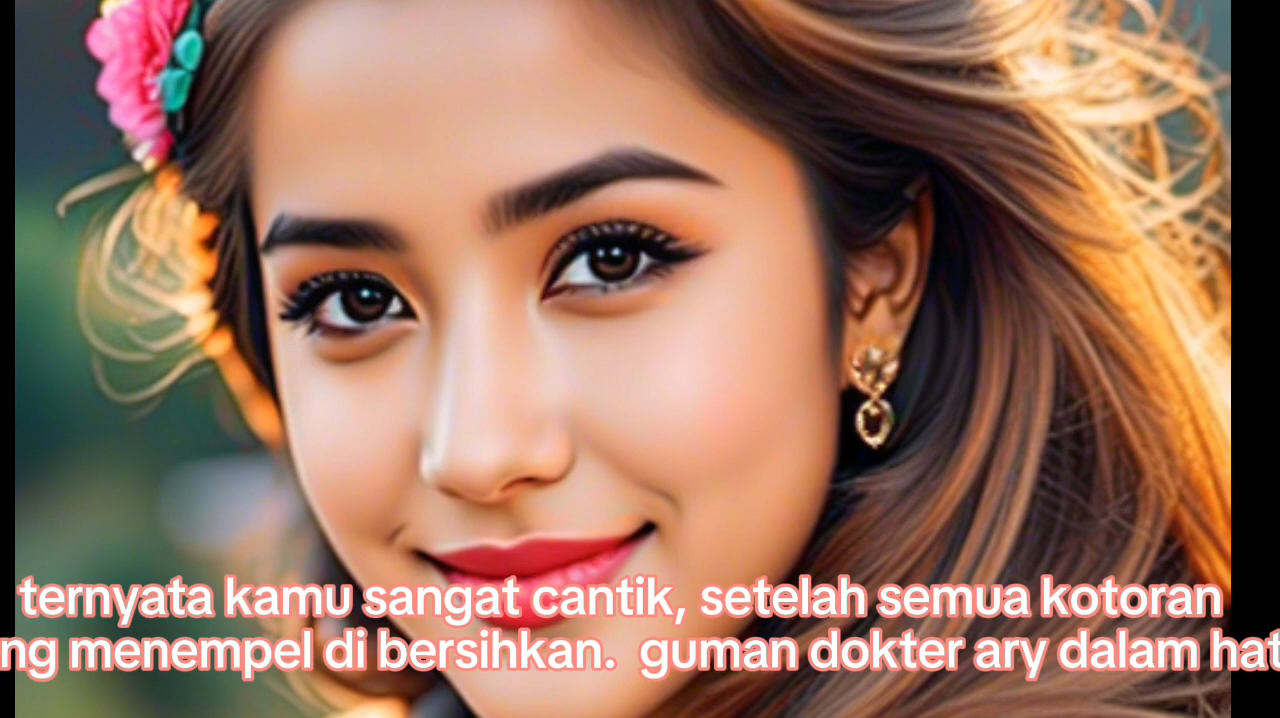 ternyata kamu sangat cantik, setelah semua kotoran
ng menempel di bersihkan. guman dokter ary dalam hat